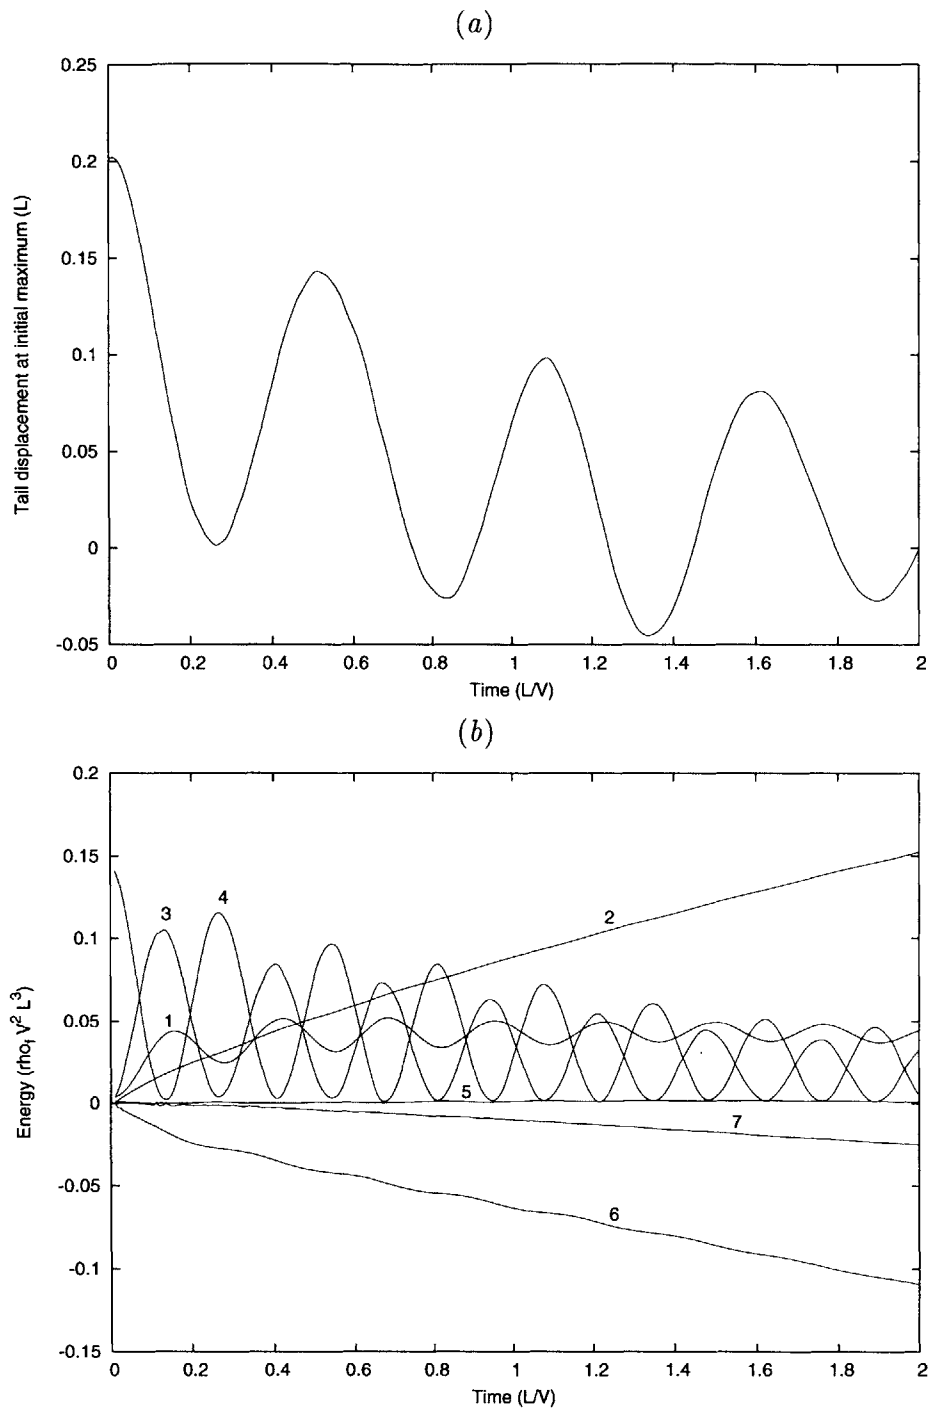 (a)
0.25
0.2
0.15
0.1
0.05
0
-0.05
Tail displacement at initial maximum (L)
0 0.2 0.4 0.6 0.8 1 1.2 1.4 1.6 1.8 2
Time (L/V)
(b)
0.2
0.15
0.1
0.05
0
-0.05
-0.1
-0.15
Energy (rho_f V^2 L^3)
3
4
2
1
5
7
6
0 0.2 0.4 0.6 0.8 1 1.2 1.4 1.6 1.8 2
Time (L/V)